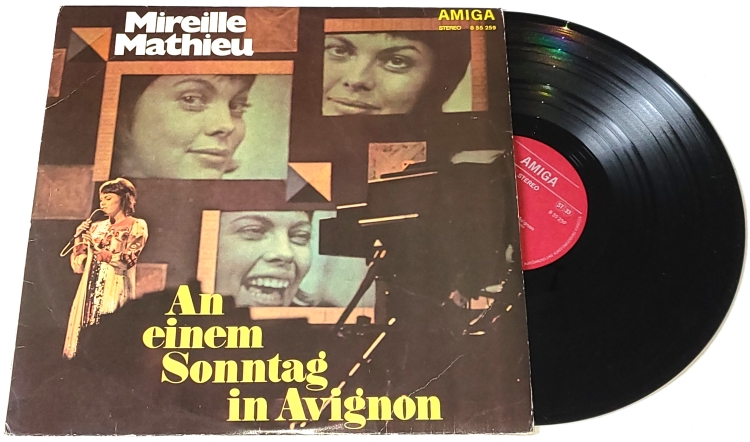 Mireille
Mathieu
AMIGA
STEREO 8 55 259
An
einem
Sonntag
in Avignon
AMIGA
STEREO